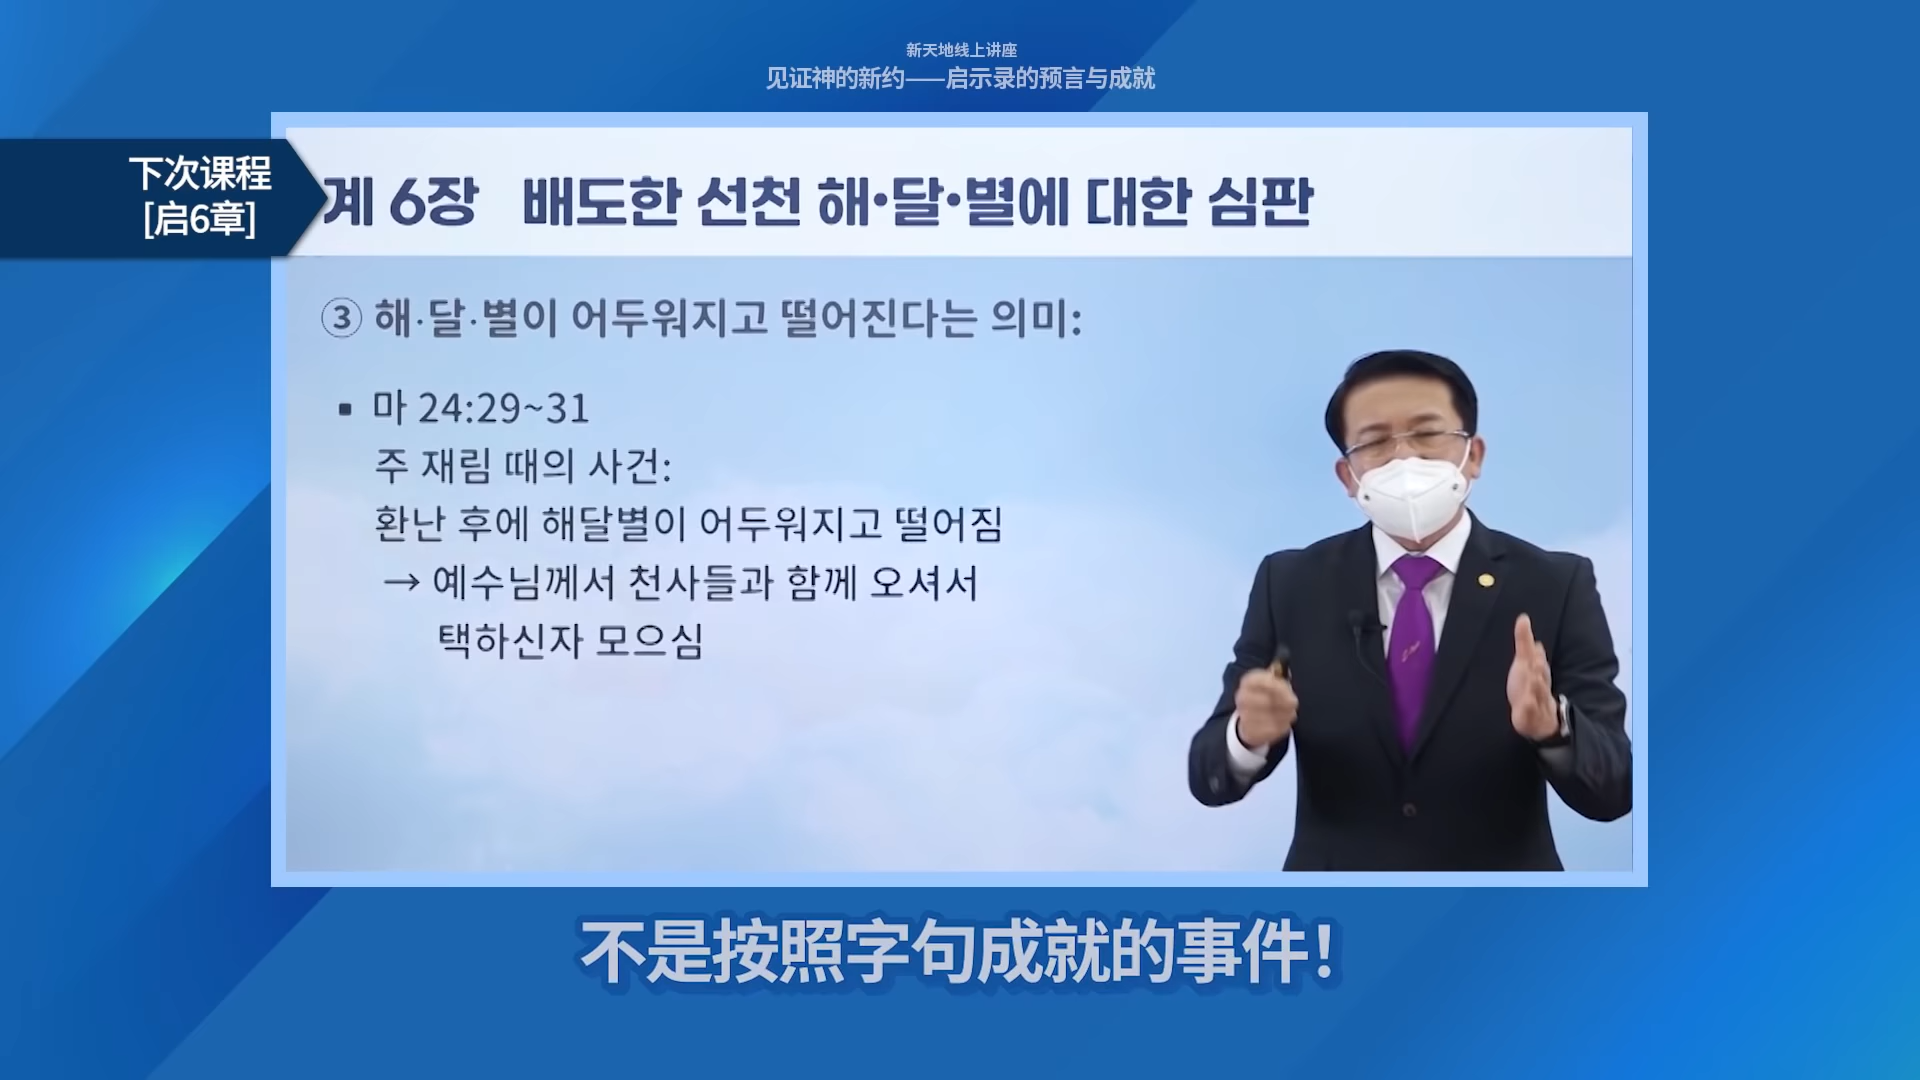 新天地线上讲座
见证神的新约——启示录的预言与成就
下次课程
[启6章]
계 6장 배도한 선천 해·달·별에 대한 심판
③ 해·달·별이 어두워지고 떨어진다는 의미:
▪ 마 24:29~31
주 재림 때의 사건:
환난 후에 해달별이 어두워지고 떨어짐
→ 예수님께서 천사들과 함께 오셔서
택하신자 모으심
不是按照字句成就的事件!